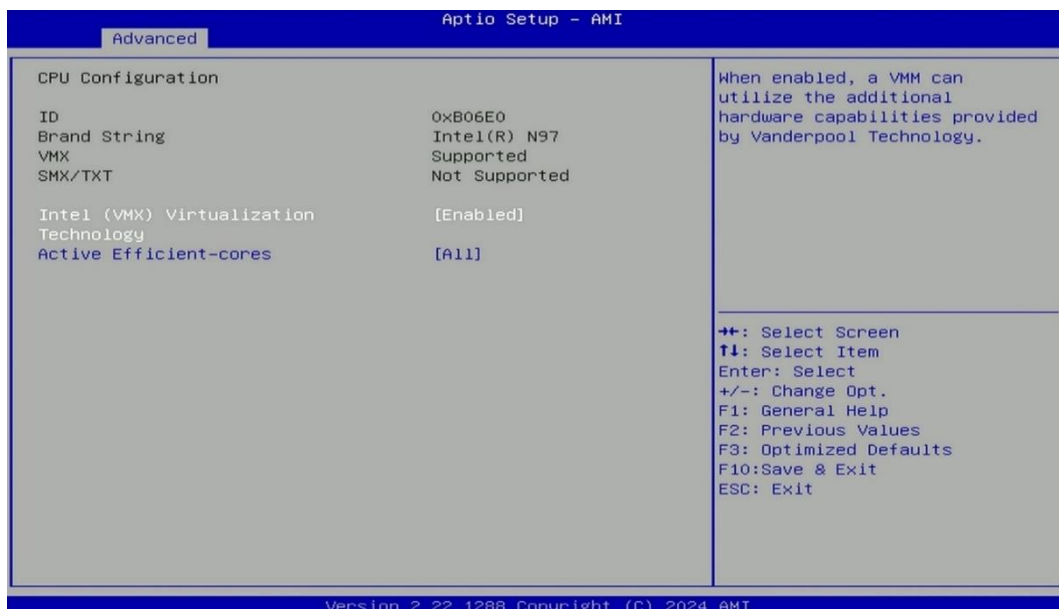 Aptio Setup – AMI
Advanced
CPU Configuration
ID 0xB06E0
Brand String Intel(R) N97
VMX Supported
SMX/TXT Not Supported
Intel (VMX) Virtualization [Enabled]
Technology
Active Efficient-cores [All]
When enabled, a VMM can
utilize the additional
hardware capabilities provided
by Vanderpool Technology.
→←: Select Screen
↑↓: Select Item
Enter: Select
+/-: Change Opt.
F1: General Help
F2: Previous Values
F3: Optimized Defaults
F10:Save & Exit
ESC: Exit
Version 2.22.1288 Copyright (C) 2024 AMI